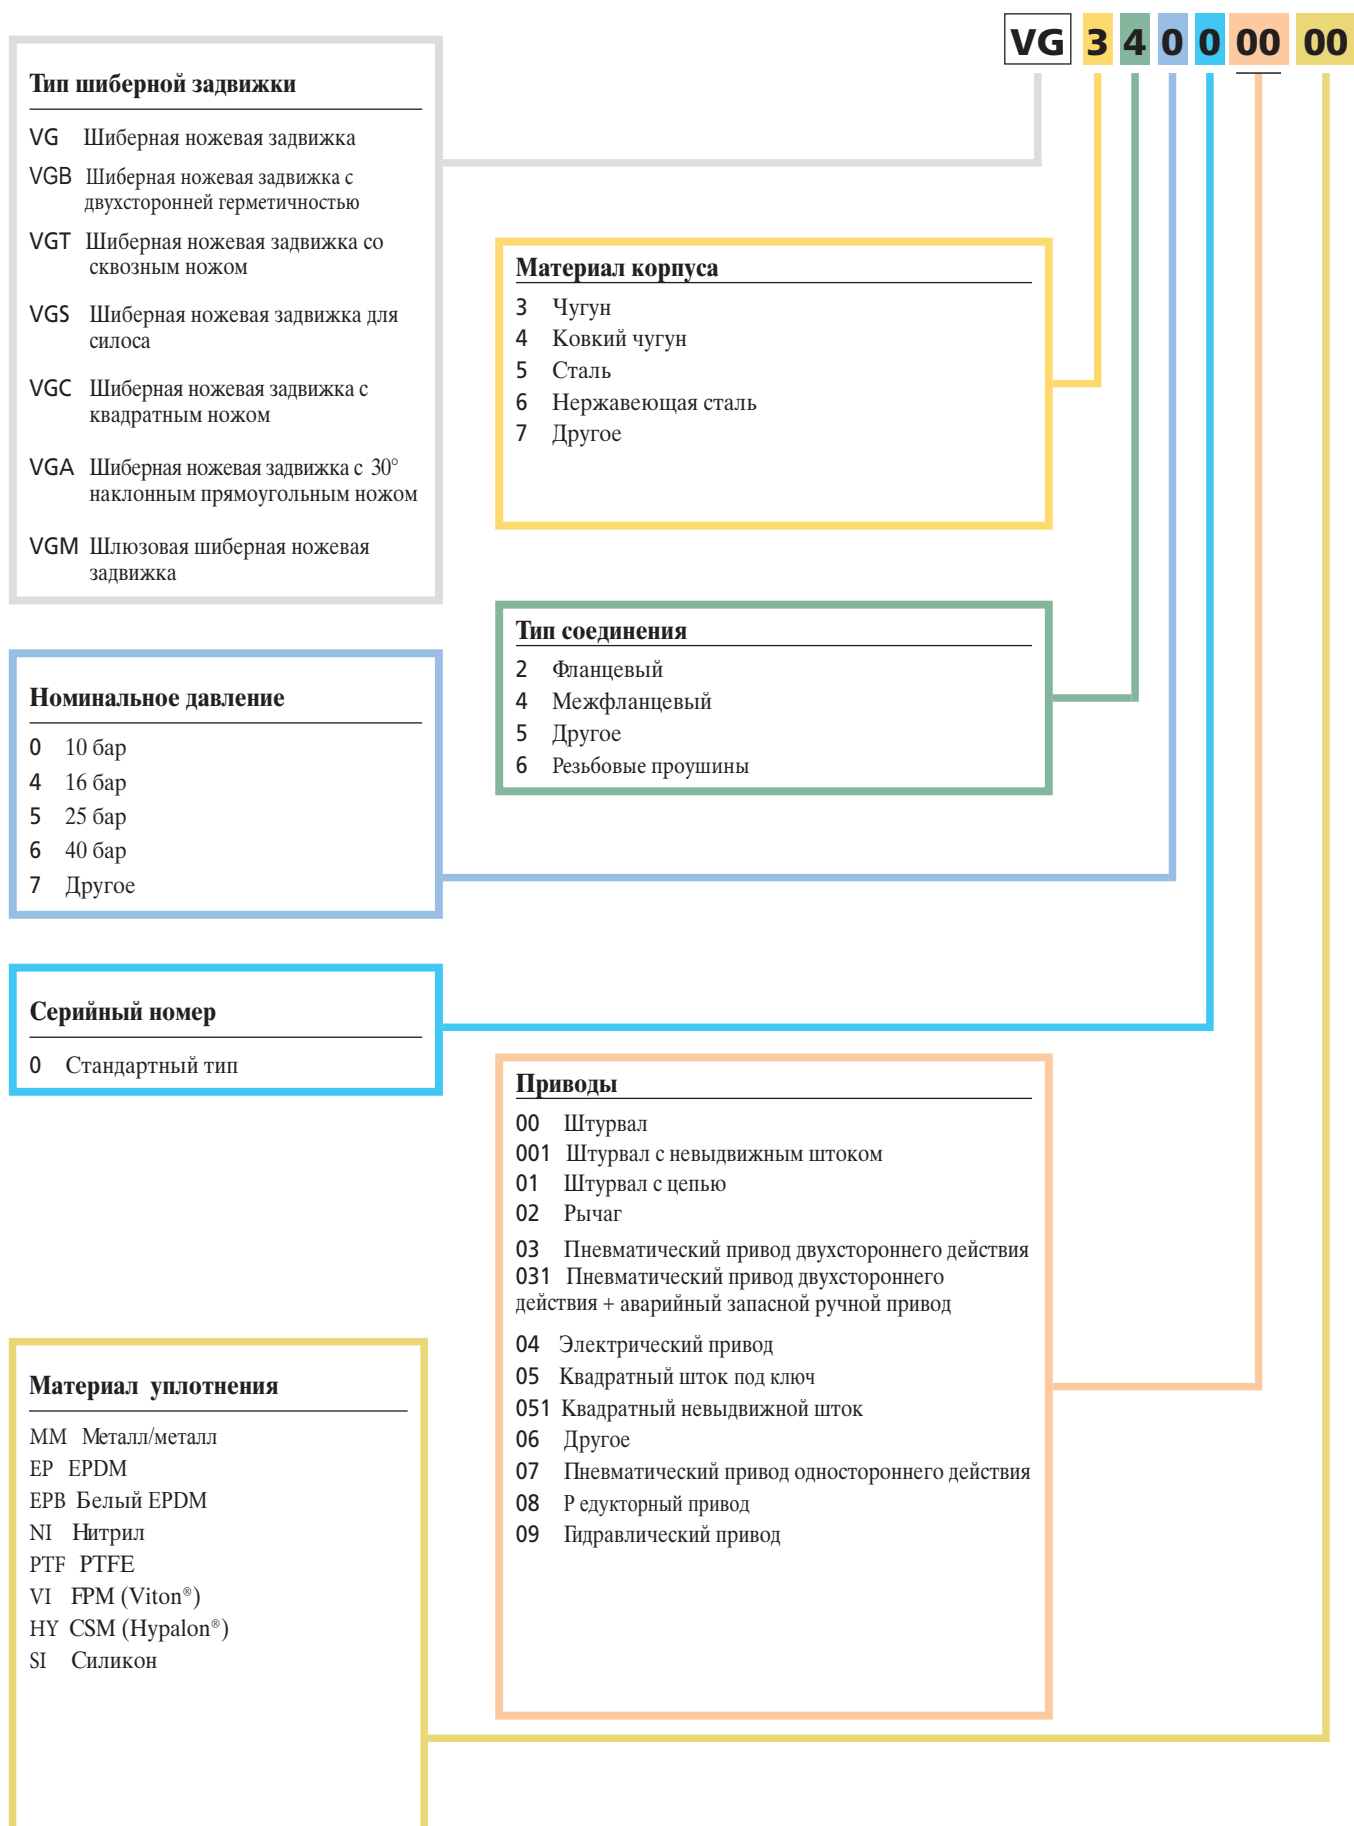 VG 3 4 0 0 00 00
Тип шиберной задвижки
VG Шиберная ножевая задвижка
VGB Шиберная ножевая задвижка с
двухсторонней герметичностью
VGT Шиберная ножевая задвижка со
сквозным ножом
VGS Шиберная ножевая задвижка для
силоса
VGC Шиберная ножевая задвижка с
квадратным ножом
VGA Шиберная ножевая задвижка с 30°
наклонным прямоугольным ножом
VGM Шлюзовая шиберная ножевая
задвижка
Материал корпуса
3 Чугун
4 Ковкий чугун
5 Сталь
6 Нержавеющая сталь
7 Другое
Тип соединения
2 Фланцевый
4 Межфланцевый
5 Другое
6 Резьбовые проушины
Номинальное давление
0 10 бар
4 16 бар
5 25 бар
6 40 бар
7 Другое
Серийный номер
0 Стандартный тип
Приводы
00 Штурвал
001 Штурвал с невыдвижным штоком
01 Штурвал с цепью
02 Рычаг
03 Пневматический привод двухстороннего действия
031 Пневматический привод двухстороннего
действия + аварийный запасной ручной привод
04 Электрический привод
05 Квадратный шток под ключ
051 Квадратный невыдвижной шток
06 Другое
07 Пневматический привод одностороннего действия
08 Р едукторный привод
09 Гидравлический привод
Материал уплотнения
MM Металл/металл
EP EPDM
EPB Белый EPDM
NI Нитрил
PTF PTFE
VI FPM (Viton®)
HY CSM (Hypalon®)
SI Силикон